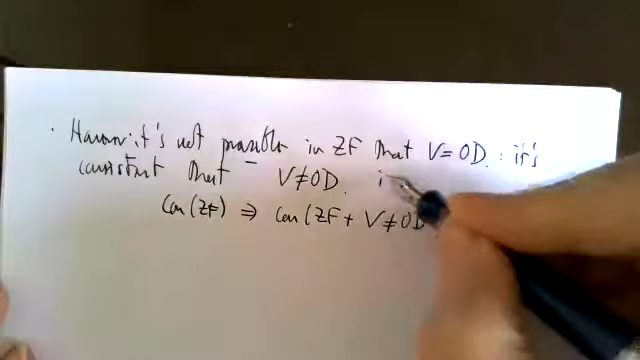 · However it's not provable in ZF that V=OD : it's
consistent that V≠OD. i
Con(ZF) ⇒ Con(ZF + V≠OD